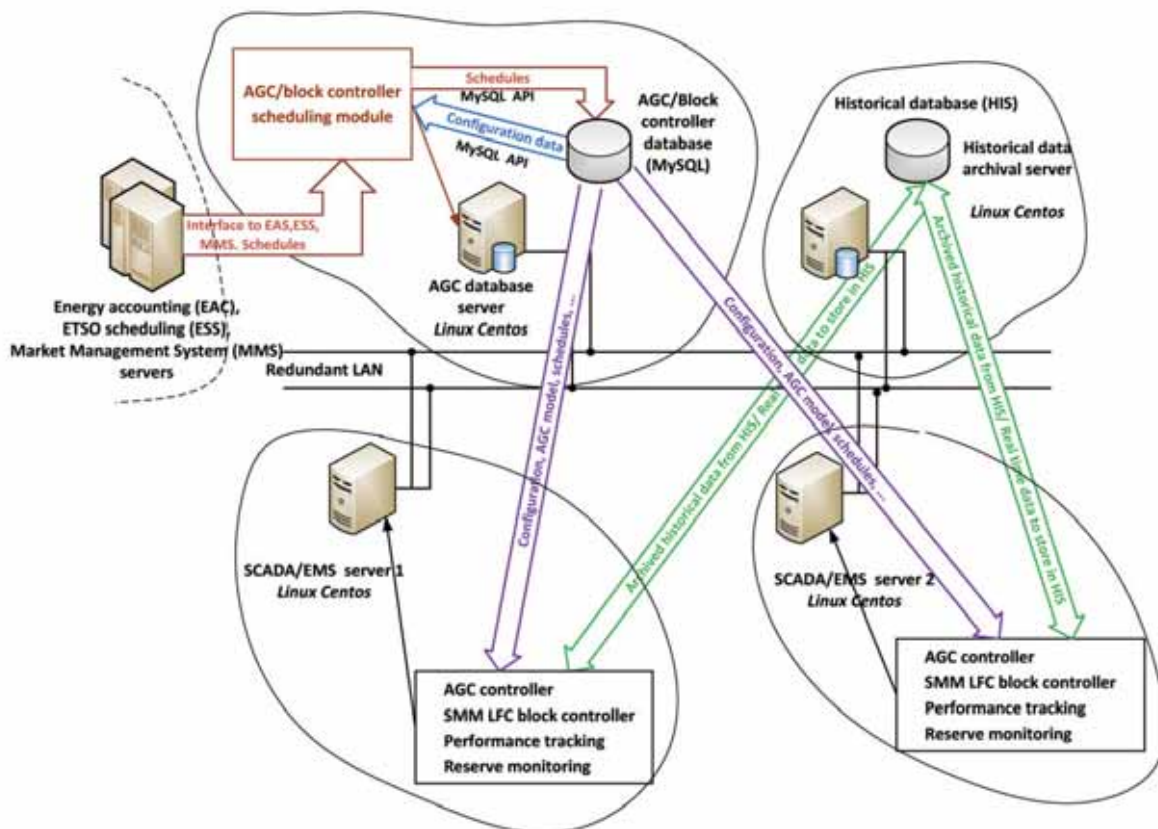 AGC/block controller
scheduling module
Schedules
MySQL API
Configuration data
MySQL API
AGC/Block
controller
database
(MySQL)
Historical database (HIS)
Historical data
archival server
Linux Centos
Interface to EAS,ESS,
MMS. Schedules
Energy accounting (EAC),
ETSO scheduling (ESS),
Market Management System (MMS)
servers
AGC database
server
Linux Centos
Redundant LAN
Configuration, AGC model, schedules, ...
Archived historical data from HIS/ Real data to store in HIS
Configuration, AGC model, schedules, ...
Archived historical data from HIS/ Real time data to store in HIS
SCADA/EMS server 1
Linux Centos
SCADA/EMS server 2
Linux Centos
AGC controller
SMM LFC block controller
Performance tracking
Reserve monitoring
AGC controller
SMM LFC block controller
Performance tracking
Reserve monitoring